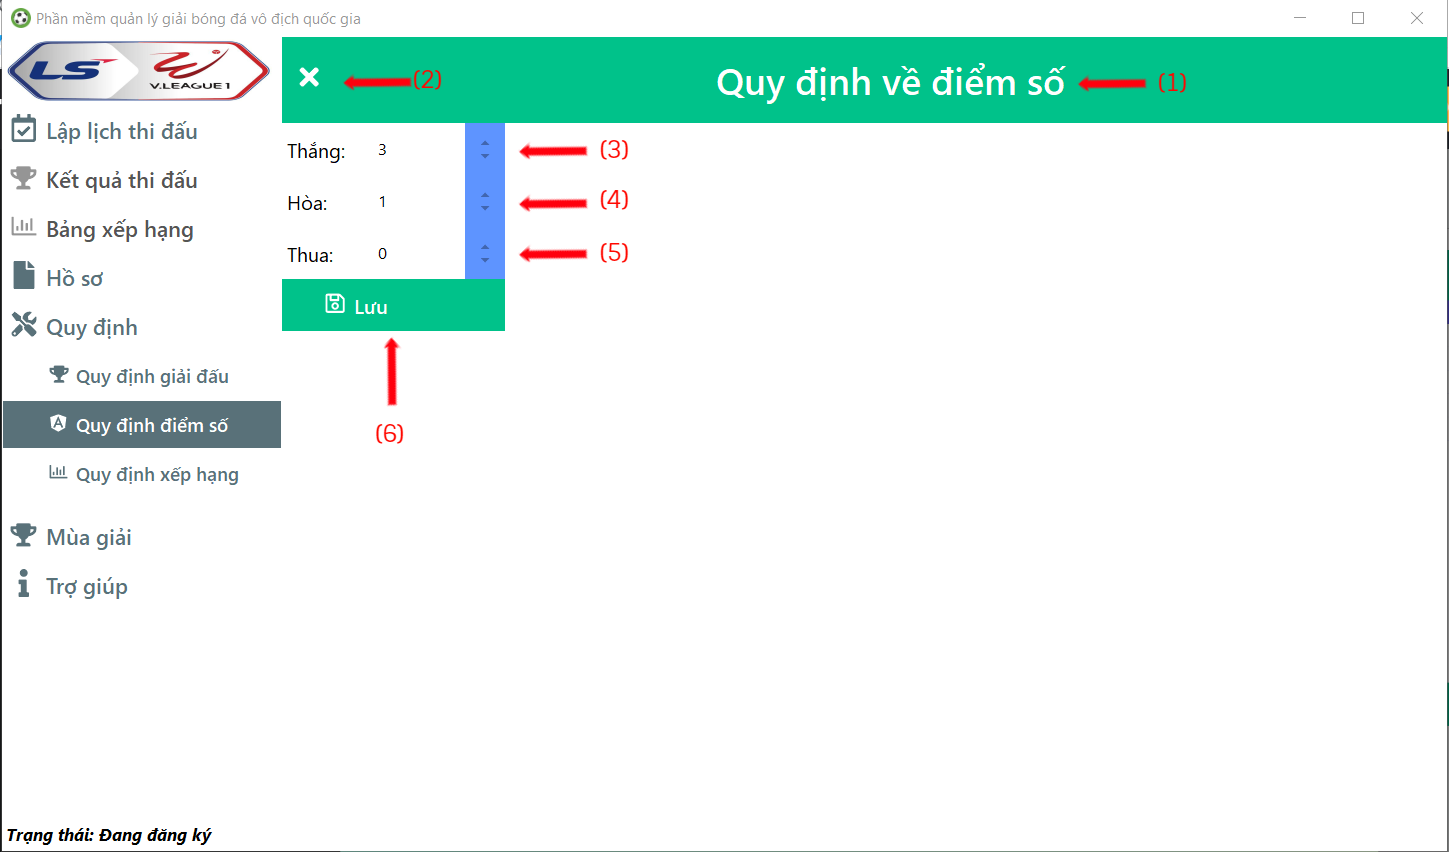 Phần mềm quản lý giải bóng đá vô địch quốc gia
LS V.LEAGUE 1
(2)
Quy định về điểm số
(1)
Lập lịch thi đấu
Kết quả thi đấu
Bảng xếp hạng
Hồ sơ
Quy định
Quy định giải đấu
Quy định điểm số
Quy định xếp hạng
Mùa giải
Trợ giúp
Thắng: 3
(3)
Hòa: 1
(4)
Thua: 0
(5)
Lưu
(6)
Trạng thái: Đang đăng ký